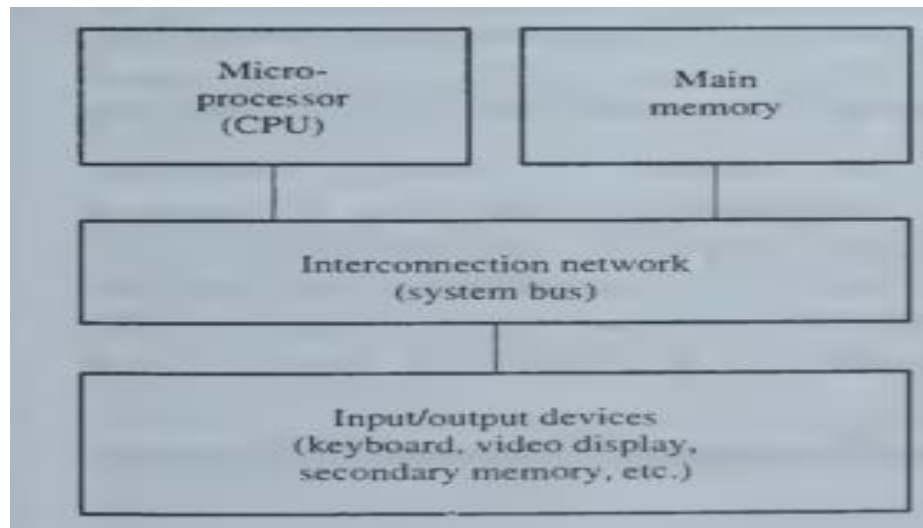 Micro-
processor
(CPU)
Main
memory
Interconnection network
(system bus)
Input/output devices
(keyboard, video display,
secondary memory, etc.)